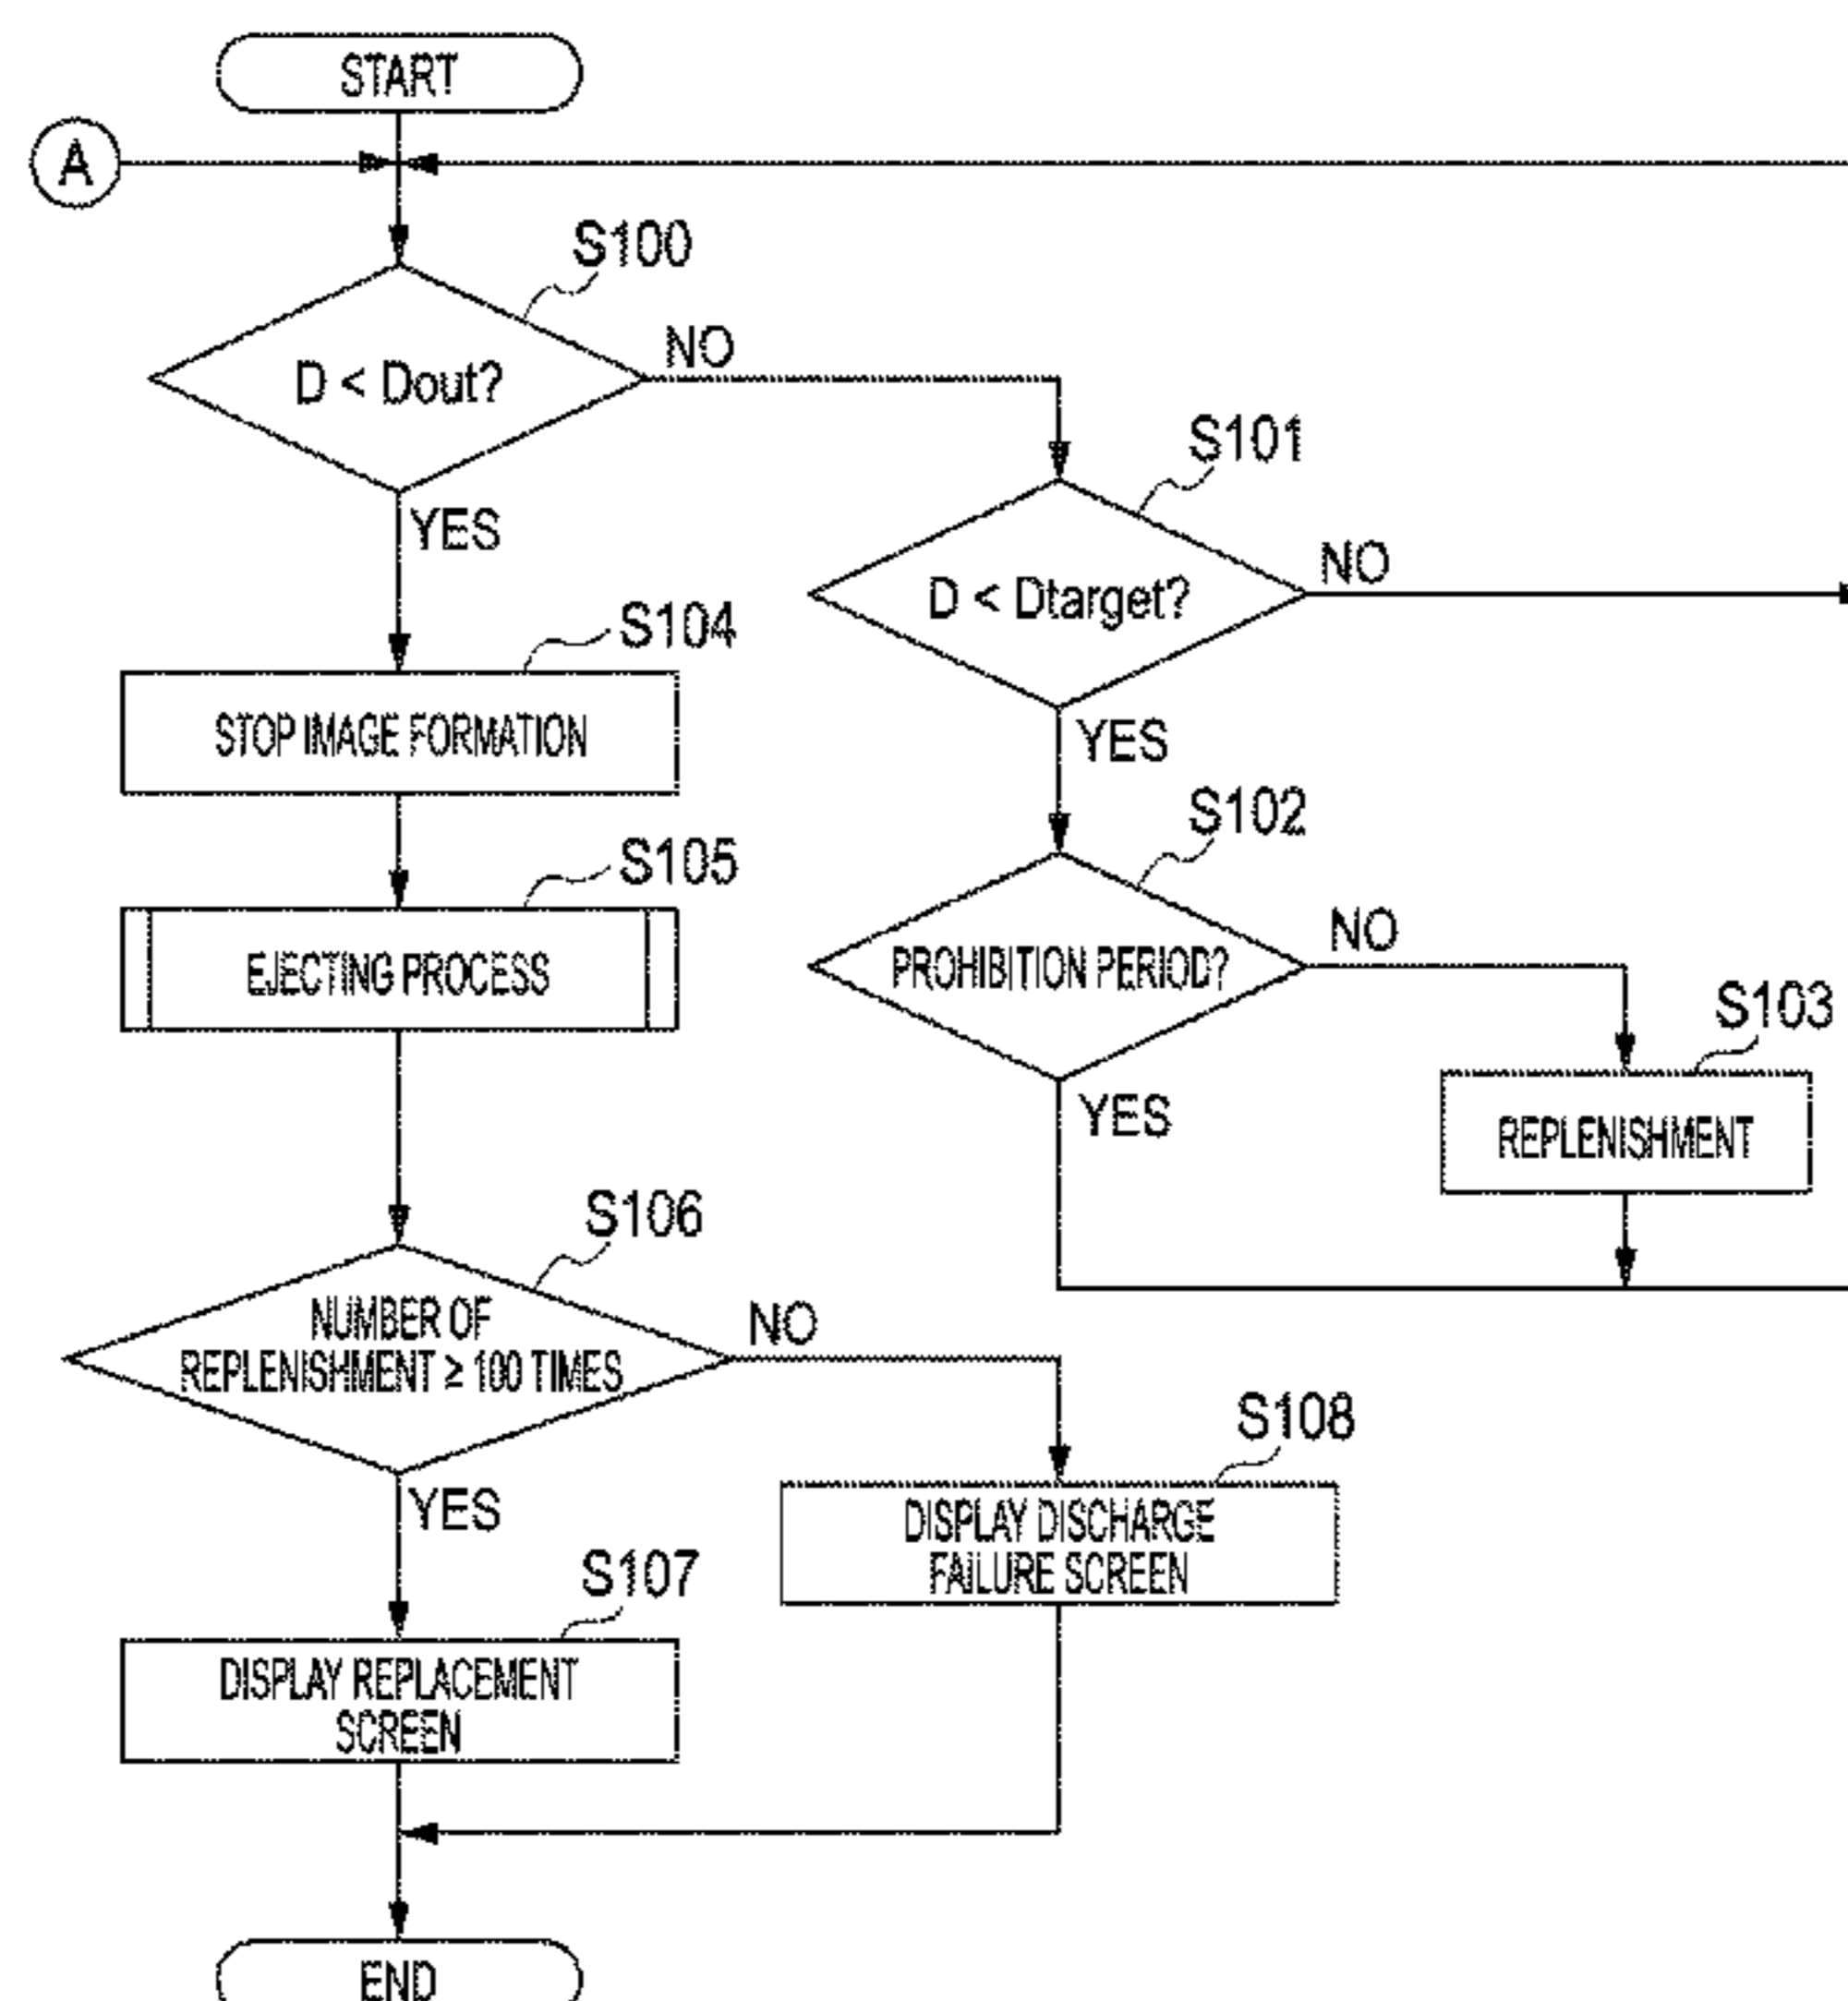 START
A
S100
D < Dout?
NO
YES
S101
D < Dtarget?
NO
YES
S104
STOP IMAGE FORMATION
S102
PROHIBITION PERIOD?
NO
YES
S105
EJECTING PROCESS
S103
REPLENISHMENT
S106
NUMBER OF
REPLENISHMENT ≥ 100 TIMES
NO
YES
S108
DISPLAY DISCHARGE
FAILURE SCREEN
S107
DISPLAY REPLACEMENT
SCREEN
END